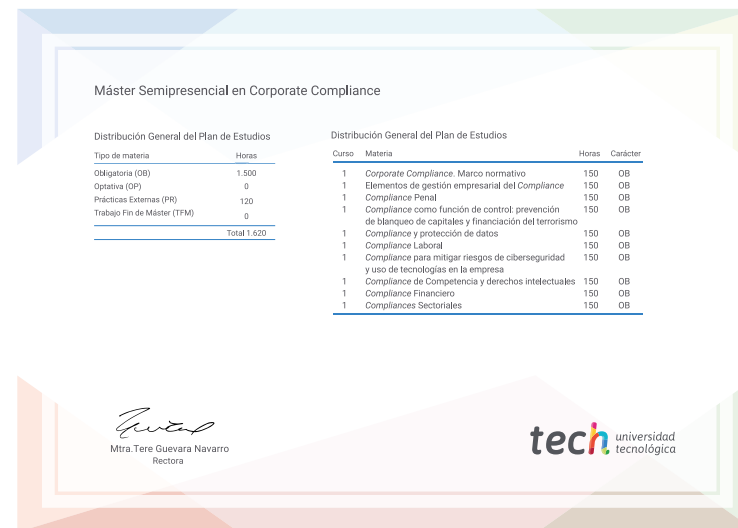 Máster Semipresencial en Corporate Compliance
Distribución General del Plan de Estudios
Tipo de materia Horas
Obligatoria (OB) 1.500
Optativa (OP) 0
Prácticas Externas (PR) 120
Trabajo Fin de Máster (TFM) 0
Total 1.620
Distribución General del Plan de Estudios
Curso Materia Horas Carácter
1 Corporate Compliance. Marco normativo 150 OB
1 Elementos de gestión empresarial del Compliance 150 OB
1 Compliance Penal 150 OB
1 Compliance como función de control: prevención 150 OB
de blanqueo de capitales y financiación del terrorismo
1 Compliance y protección de datos 150 OB
1 Compliance Laboral 150 OB
1 Compliance para mitigar riesgos de ciberseguridad 150 OB
y uso de tecnologías en la empresa
1 Compliance de Competencia y derechos intelectuales 150 OB
1 Compliance Financiero 150 OB
1 Compliances Sectoriales 150 OB
Mtra.Tere Guevara Navarro
Rectora
tech universidad
tecnológica